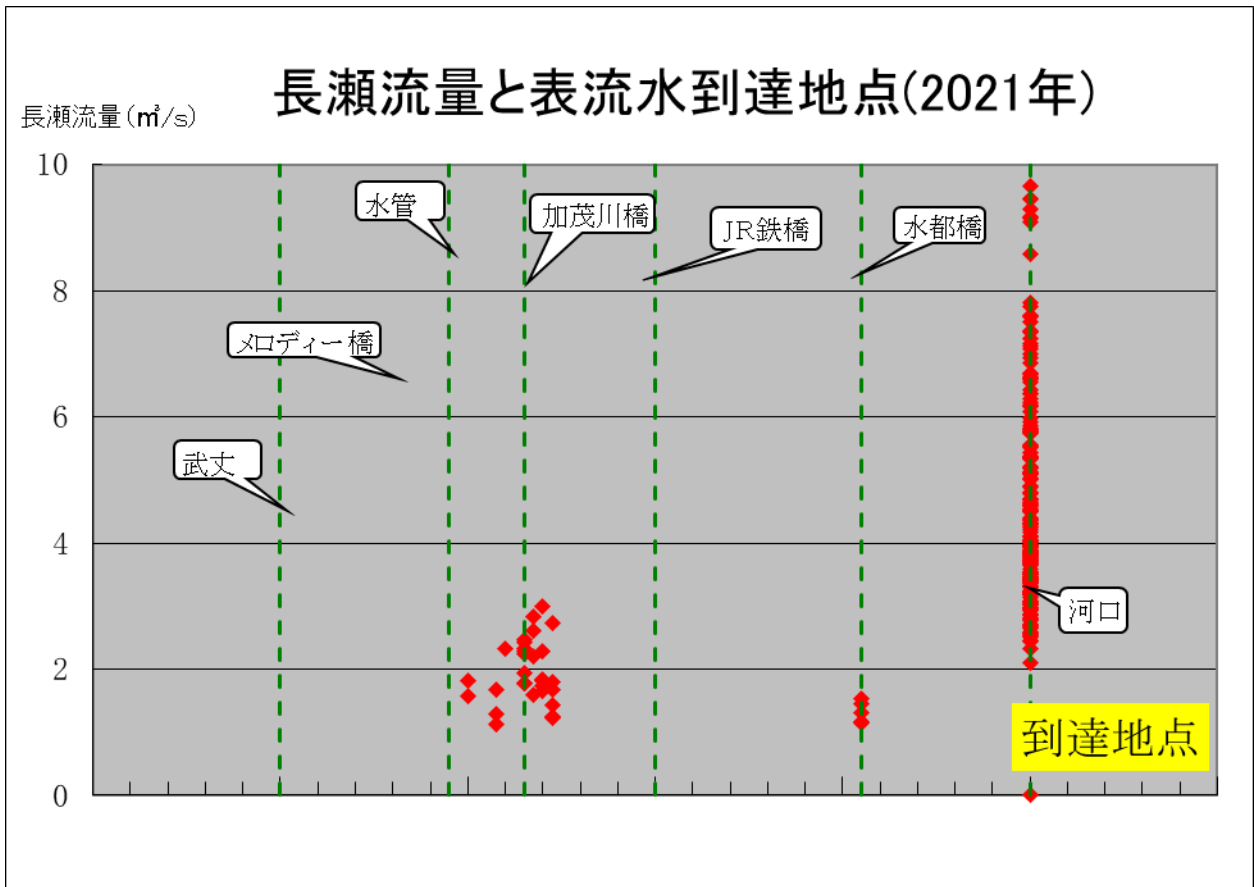 長瀬流量と表流水到達地点(2021年)
長瀬流量(㎥/s)
10
水管
加茂川橋
JR鉄橋
水都橋
8
メロディー橋
6
武丈
4
河口
2
到達地点
0